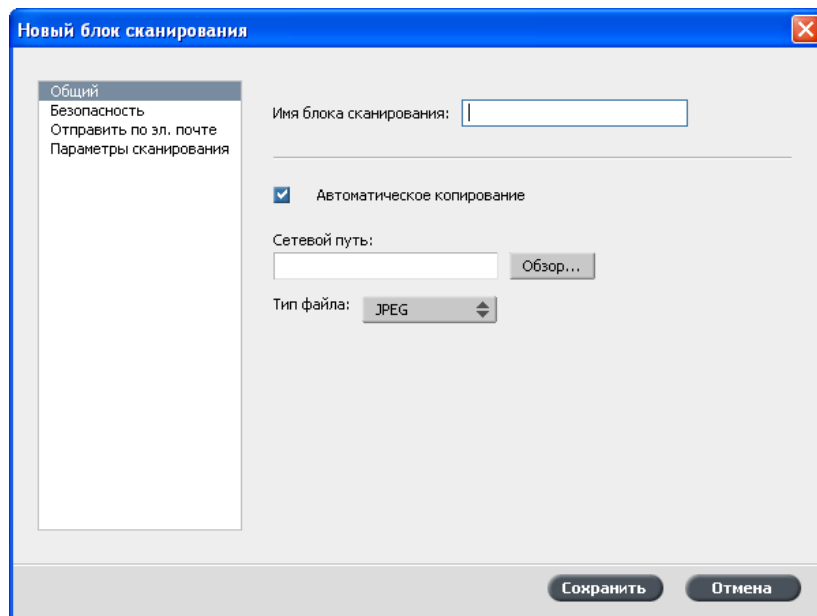 Новый блок сканирования
Общий
Безопасность
Отправить по эл. почте
Параметры сканирования
Имя блока сканирования:
Автоматическое копирование
Сетевой путь:
Обзор...
Тип файла: JPEG
Сохранить Отмена